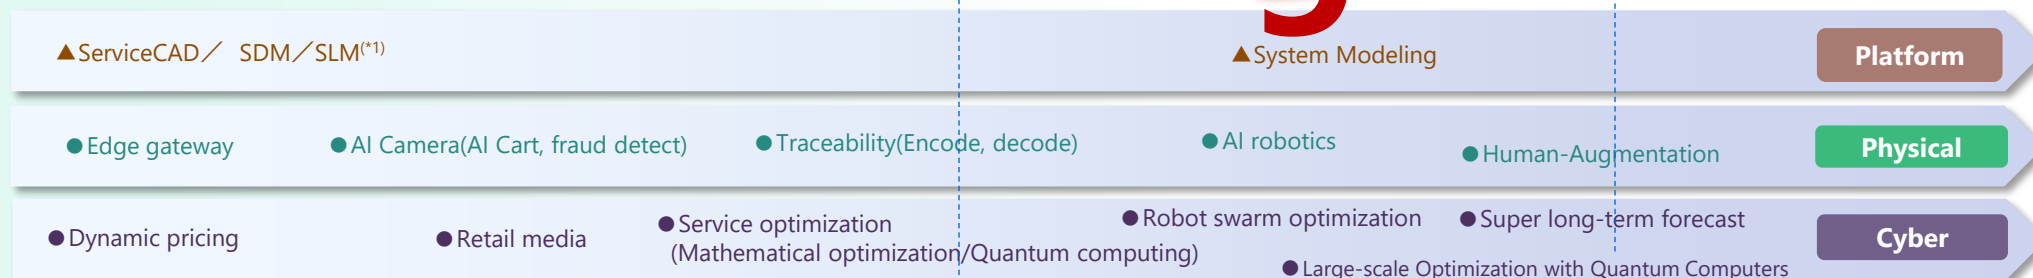 ▲ServiceCAD／ SDM／SLM(*1)
▲System Modeling
Platform
●Edge gateway
●AI Camera(AI Cart, fraud detect)
●Traceability(Encode, decode)
●AI robotics
●Human-Augmentation
Physical
●Dynamic pricing
●Retail media
●Service optimization
(Mathematical optimization/Quantum computing)
●Robot swarm optimization
●Super long-term forecast
●Large-scale Optimization with Quantum Computers
Cyber